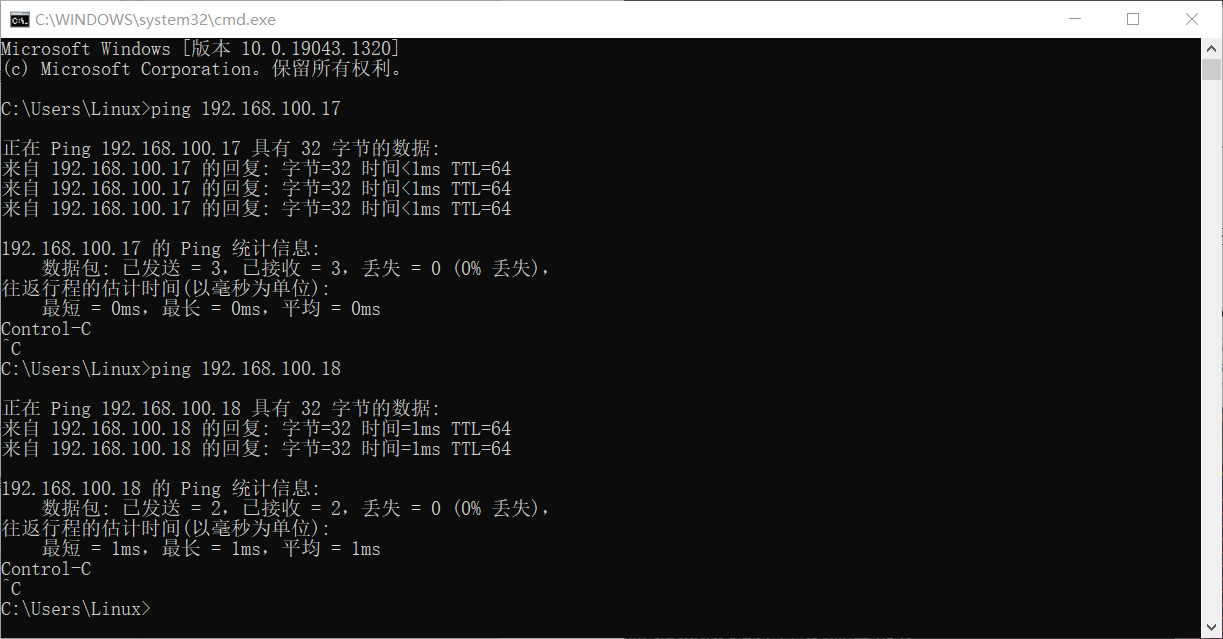 C:\WINDOWS\system32\cmd.exe
Microsoft Windows [版本 10.0.19043.1320]
(c) Microsoft Corporation。保留所有权利。
C:\Users\Linux>ping 192.168.100.17
正在 Ping 192.168.100.17 具有 32 字节的数据:
来自 192.168.100.17 的回复: 字节=32 时间<1ms TTL=64
来自 192.168.100.17 的回复: 字节=32 时间<1ms TTL=64
来自 192.168.100.17 的回复: 字节=32 时间<1ms TTL=64
192.168.100.17 的 Ping 统计信息:
数据包: 已发送 = 3，已接收 = 3，丢失 = 0 (0% 丢失)，
往返行程的估计时间(以毫秒为单位):
最短 = 0ms，最长 = 0ms，平均 = 0ms
Control-C
^C
C:\Users\Linux>ping 192.168.100.18
正在 Ping 192.168.100.18 具有 32 字节的数据:
来自 192.168.100.18 的回复: 字节=32 时间=1ms TTL=64
来自 192.168.100.18 的回复: 字节=32 时间=1ms TTL=64
192.168.100.18 的 Ping 统计信息:
数据包: 已发送 = 2，已接收 = 2，丢失 = 0 (0% 丢失)，
往返行程的估计时间(以毫秒为单位):
最短 = 1ms，最长 = 1ms，平均 = 1ms
Control-C
^C
C:\Users\Linux>